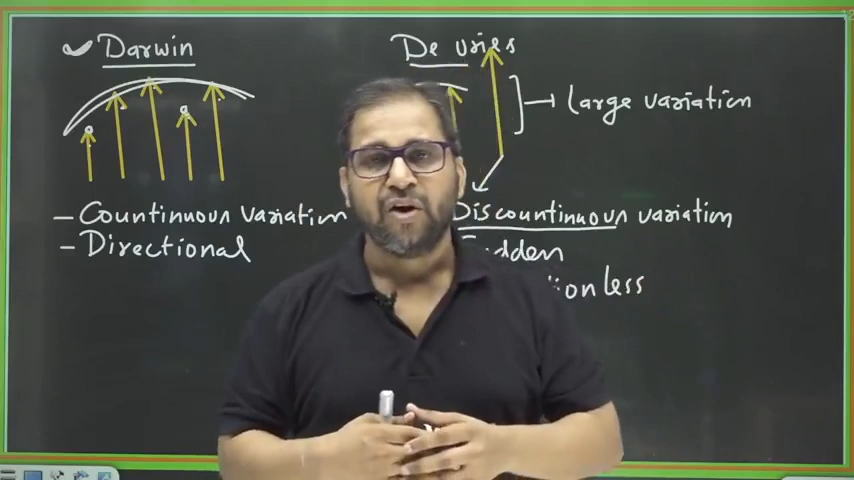 Darwin
De vries
large variation
- Countinuous variation
- Directional
Discountinuous variation